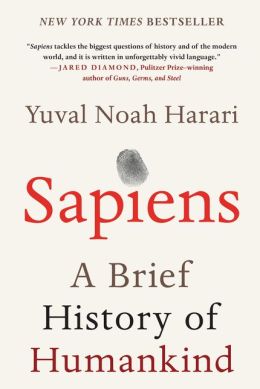 NEW YORK TIMES BESTSELLER
"Sapiens tackles the biggest questions of history and of the modern
world, and it is written in unforgettably vivid language."
—JARED DIAMOND, Pulitzer Prize–winning
author of Guns, Germs, and Steel
Yuval Noah Harari
Sapiens
A Brief
History of
Humankind